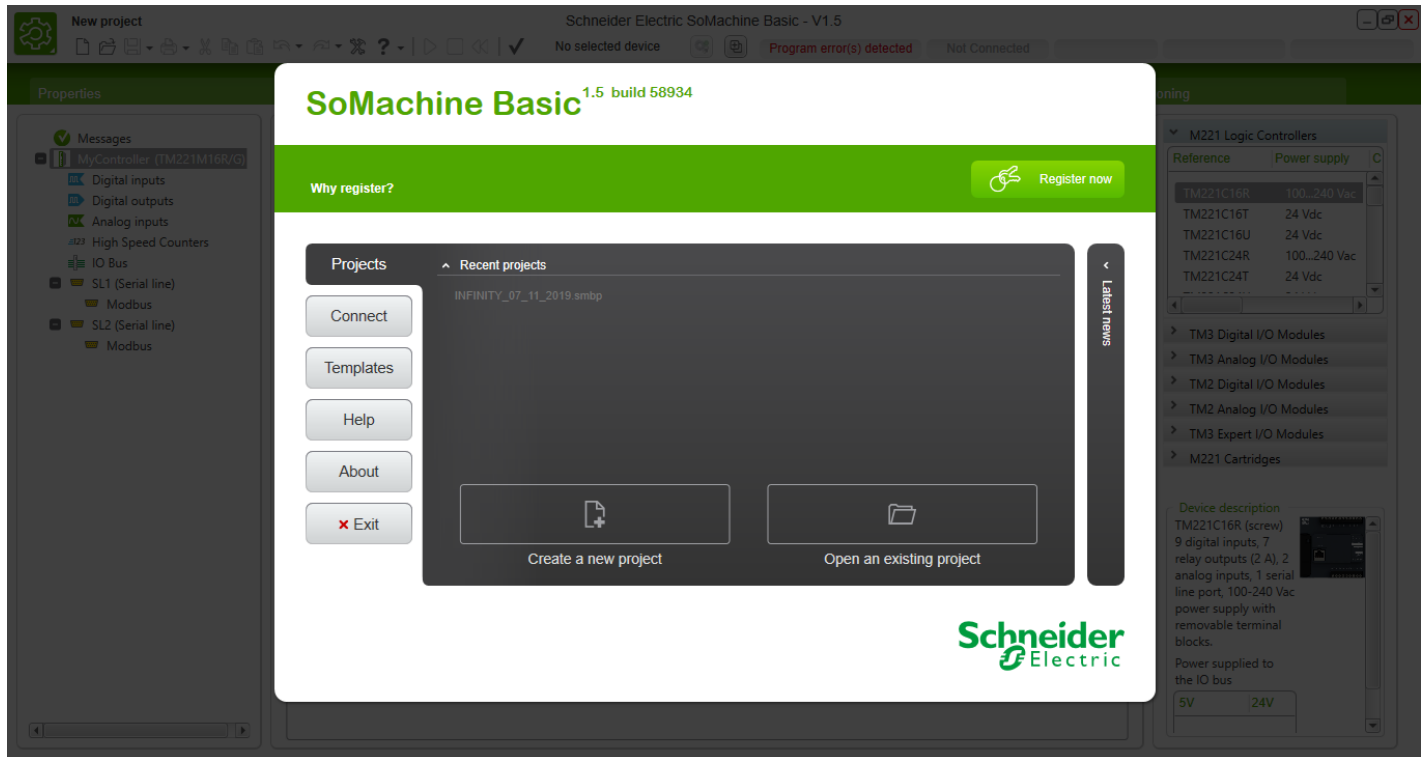 New project
Schneider Electric SoMachine Basic - V1.5
?
No selected device
Program error(s) detected
Not Connected
Properties
Messages
MyController (TM221M16R/G)
Digital inputs
Digital outputs
Analog inputs
High Speed Counters
IO Bus
SL1 (Serial line)
Modbus
SL2 (Serial line)
Modbus
SoMachine Basic 1.5 build 58934
Why register?
Register now
Projects
Connect
Templates
Help
About
Exit
Recent projects
INFINITY_07_11_2019.smbp
Create a new project
Open an existing project
Latest news
Schneider
Electric
oning
M221 Logic Controllers
Reference Power supply C
TM221C16R 100...240 Vac
TM221C16T 24 Vdc
TM221C16U 24 Vdc
TM221C24R 100...240 Vac
TM221C24T 24 Vdc
TM3 Digital I/O Modules
TM3 Analog I/O Modules
TM2 Digital I/O Modules
TM2 Analog I/O Modules
TM3 Expert I/O Modules
M221 Cartridges
Device description
TM221C16R (screw)
9 digital inputs, 7
relay outputs (2 A), 2
analog inputs, 1 serial
line port, 100-240 Vac
power supply with
removable terminal
blocks.
Power supplied to
the IO bus
5V 24V